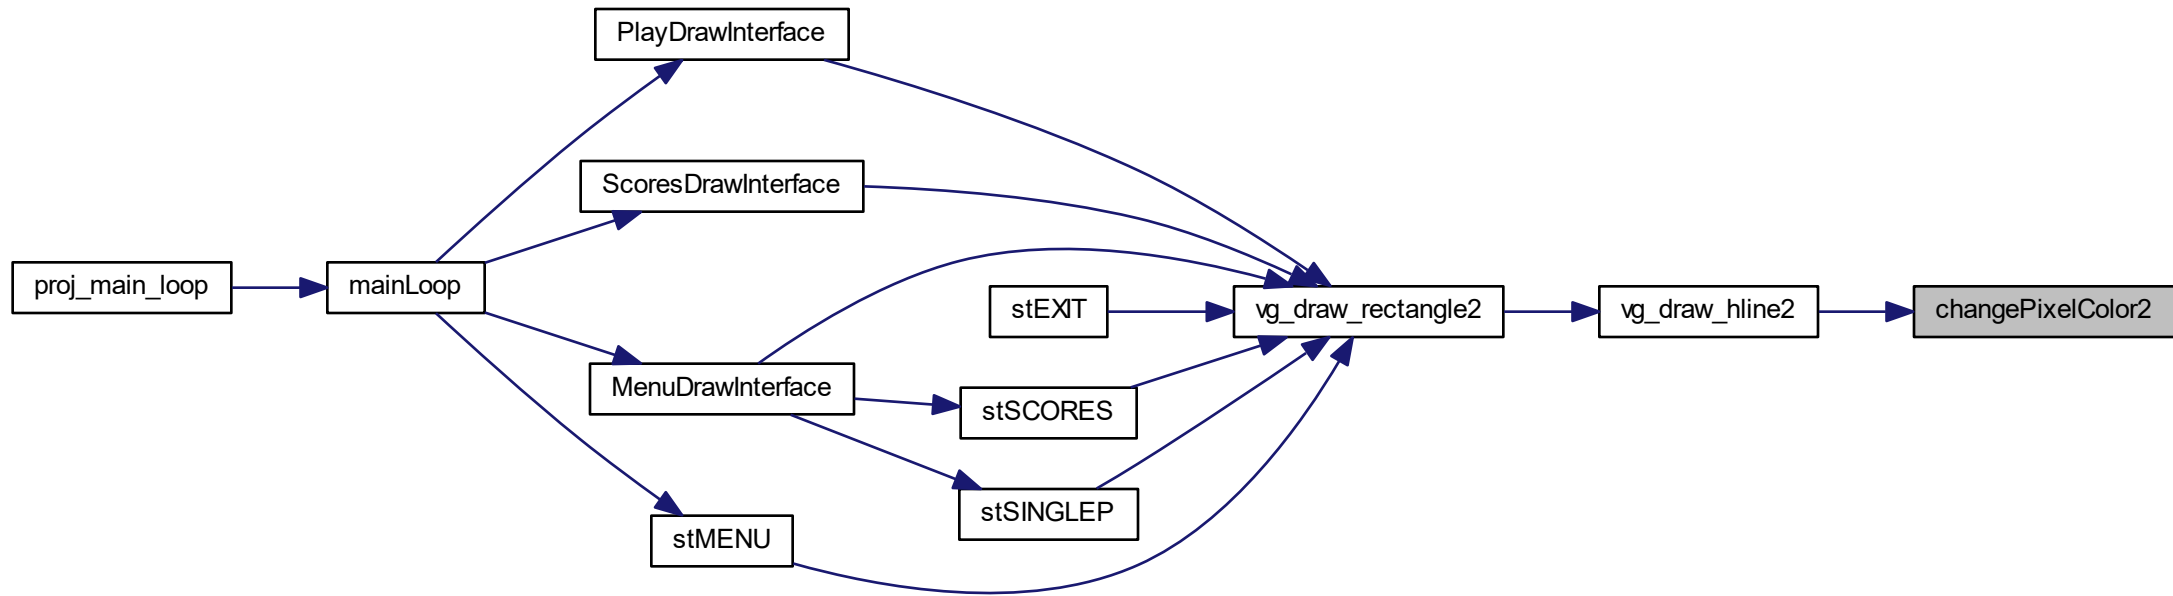 PlayDrawInterface
ScoresDrawInterface
proj_main_loop
mainLoop
stEXIT
vg_draw_rectangle2
vg_draw_hline2
changePixelColor2
MenuDrawInterface
stSCORES
stSINGLEP
stMENU